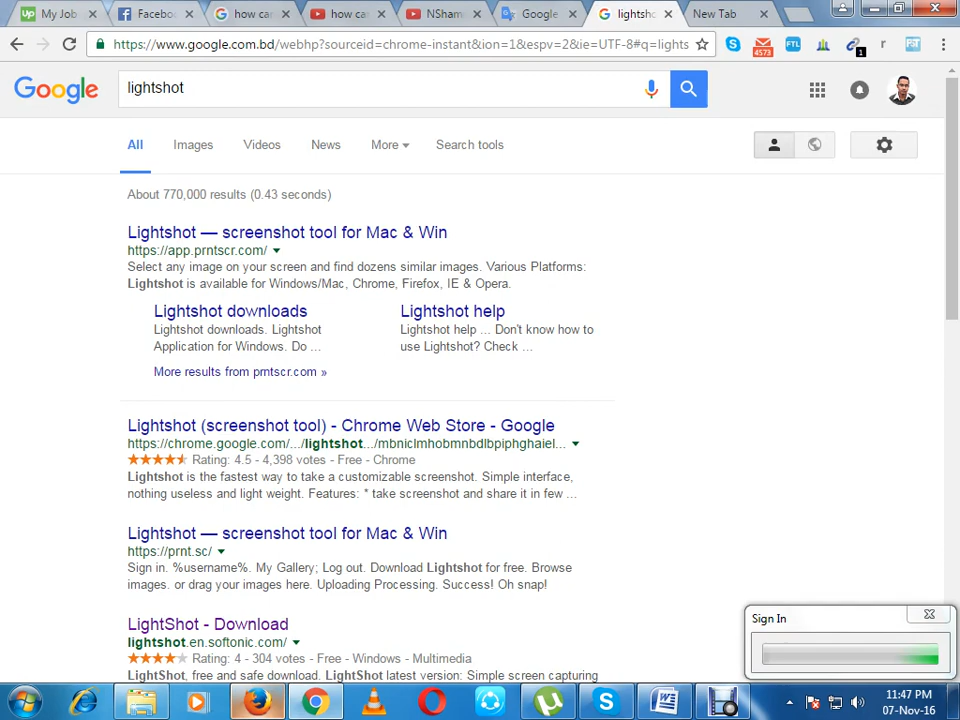 Up My Job
Facebo
how ca
how ca
NSham
Google
lightsho
New Tab
https://www.google.com.bd/webhp?sourceid=chrome-instant&ion=1&espv=2&ie=UTF-8#q=lights
4573
FTL
1
r
FST
Google
lightshot
All
Images
Videos
News
More
Search tools
About 770,000 results (0.43 seconds)
Lightshot — screenshot tool for Mac & Win
https://app.prntscr.com/
Select any image on your screen and find dozens similar images. Various Platforms:
Lightshot is available for Windows/Mac, Chrome, Firefox, IE & Opera.
Lightshot downloads
Lightshot downloads. Lightshot
Application for Windows. Do ...
Lightshot help
Lightshot help ... Don't know how to
use Lightshot? Check ...
More results from prntscr.com »
Lightshot (screenshot tool) - Chrome Web Store - Google
https://chrome.google.com/.../lightshot.../mbniclmhobmnbdlbpiphghaiel...
Rating: 4.5 - 4,398 votes - Free - Chrome
Lightshot is the fastest way to take a customizable screenshot. Simple interface,
nothing useless and light weight. Features: * take screenshot and share it in few ...
Lightshot — screenshot tool for Mac & Win
https://prnt.sc/
Sign in. %username%. My Gallery; Log out. Download Lightshot for free. Browse
images. or drag your images here. Uploading Processing. Success! Oh snap!
LightShot - Download
lightshot.en.softonic.com/
Rating: 4 - 304 votes - Free - Windows - Multimedia
LightShot, free and safe download. LightShot latest version: Simple screen capturing
Sign In
11:47 PM
07-Nov-16